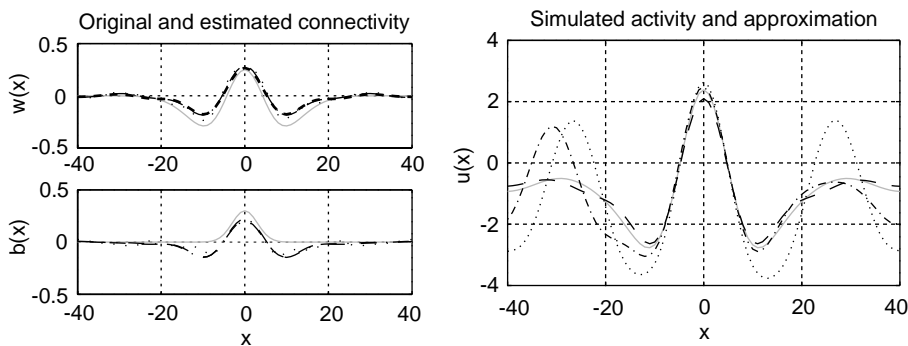 Original and estimated connectivity
0.5
0
-0.5
w(x)
-40 -20 0 20 40
x
0.5
0
-0.5
b(x)
-40 -20 0 20 40
x
Simulated activity and approximation
4
2
0
-2
-4
u(x)
-40 -20 0 20 40
x